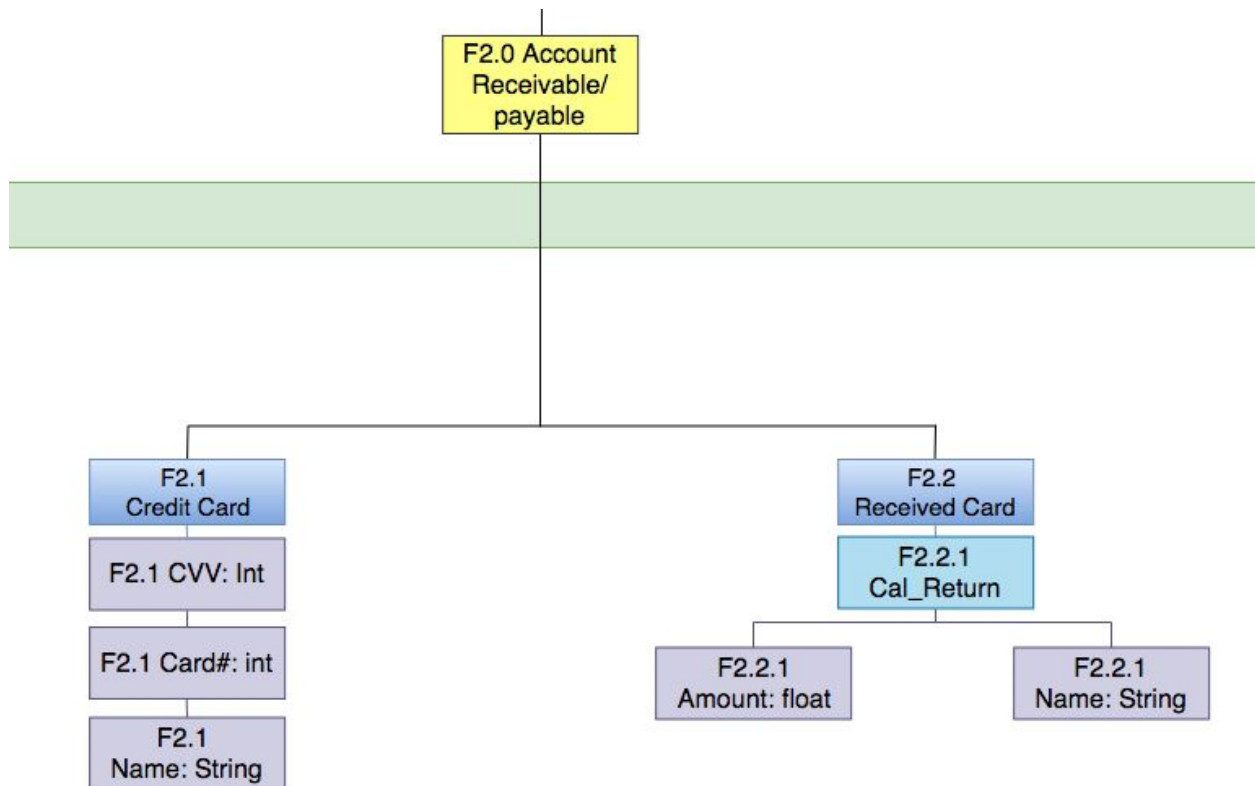 F2.0 Account
Receivable/
payable
F2.1
Credit Card
F2.2
Received Card
F2.1 CVV: Int
F2.2.1
Cal_Return
F2.1 Card#: int
F2.2.1
Amount: float
F2.2.1
Name: String
F2.1
Name: String